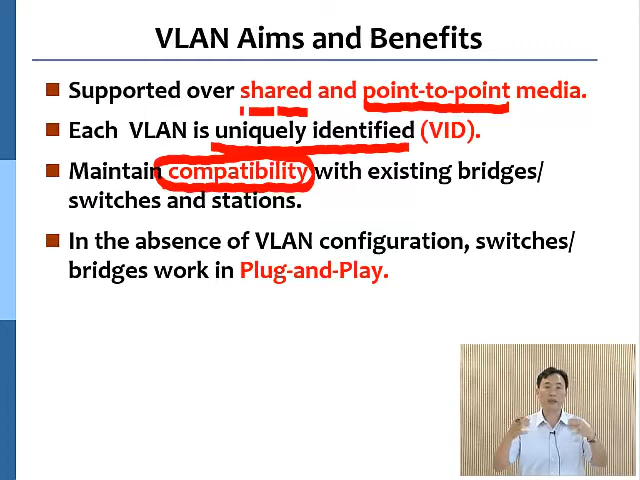 VLAN Aims and Benefits
Supported over shared and point-to-point media.
Each VLAN is uniquely identified (VID).
Maintain compatibility with existing bridges/
switches and stations.
In the absence of VLAN configuration, switches/
bridges work in Plug-and-Play.